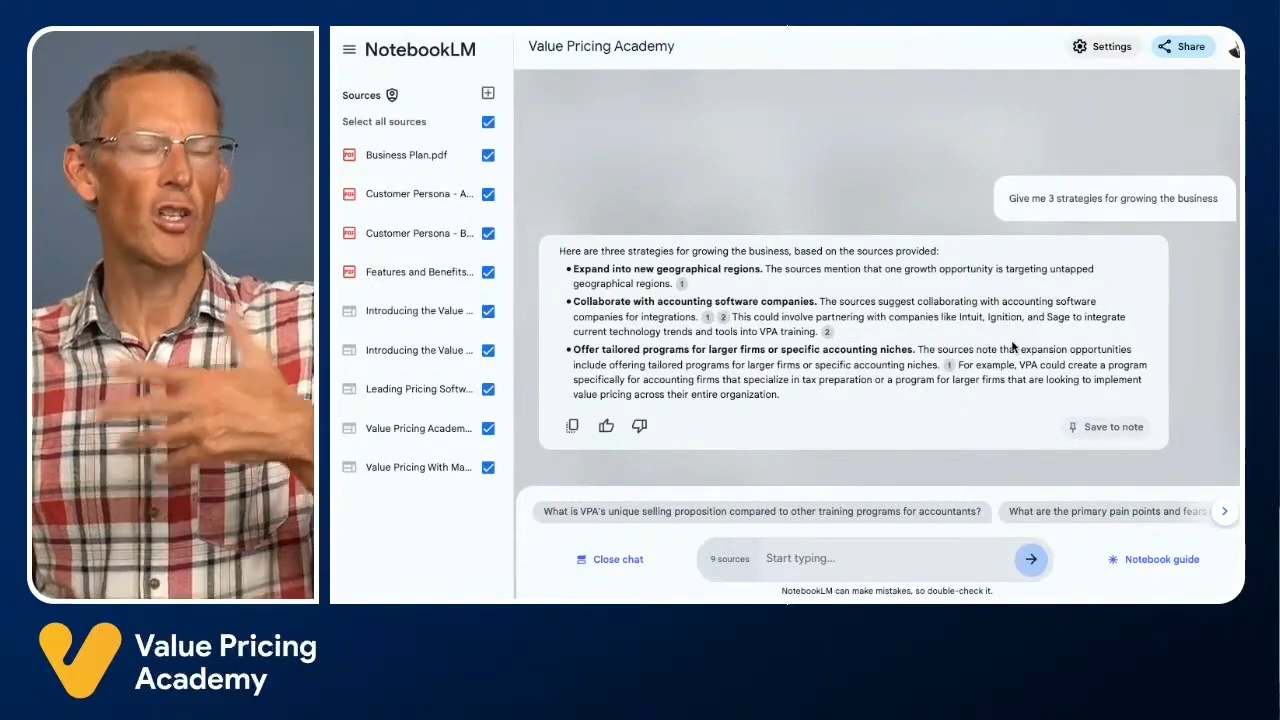 NotebookLM
Sources
Select all sources
Business Plan.pdf
Customer Persona - A...
Customer Persona - B...
Features and Benefits...
Introducing the Value ...
Introducing the Value ...
Leading Pricing Softw...
Value Pricing Academ...
Value Pricing With Ma...
PDF
PDF
PDF
PDF
Value Pricing Academy
Settings
Share
Give me 3 strategies for growing the business
Here are three strategies for growing the business, based on the sources provided:
• Expand into new geographical regions. The sources mention that one growth opportunity is targeting untapped
geographical regions. 1
• Collaborate with accounting software companies. The sources suggest collaborating with accounting software
companies for integrations. 1 2 This could involve partnering with companies like Intuit, Ignition, and Sage to integrate
current technology trends and tools into VPA training. 2
• Offer tailored programs for larger firms or specific accounting niches. The sources note that expansion opportunities
include offering tailored programs for larger firms or specific accounting niches. 1 For example, VPA could create a program
specifically for accounting firms that specialize in tax preparation or a program for larger firms that are looking to implement
value pricing across their entire organization.
Save to note
What is VPA's unique selling proposition compared to other training programs for accountants?
What are the primary pain points and fears
Close chat
9 sources
Start typing...
Notebook guide
NotebookLM can make mistakes, so double-check it.
Value Pricing
Academy